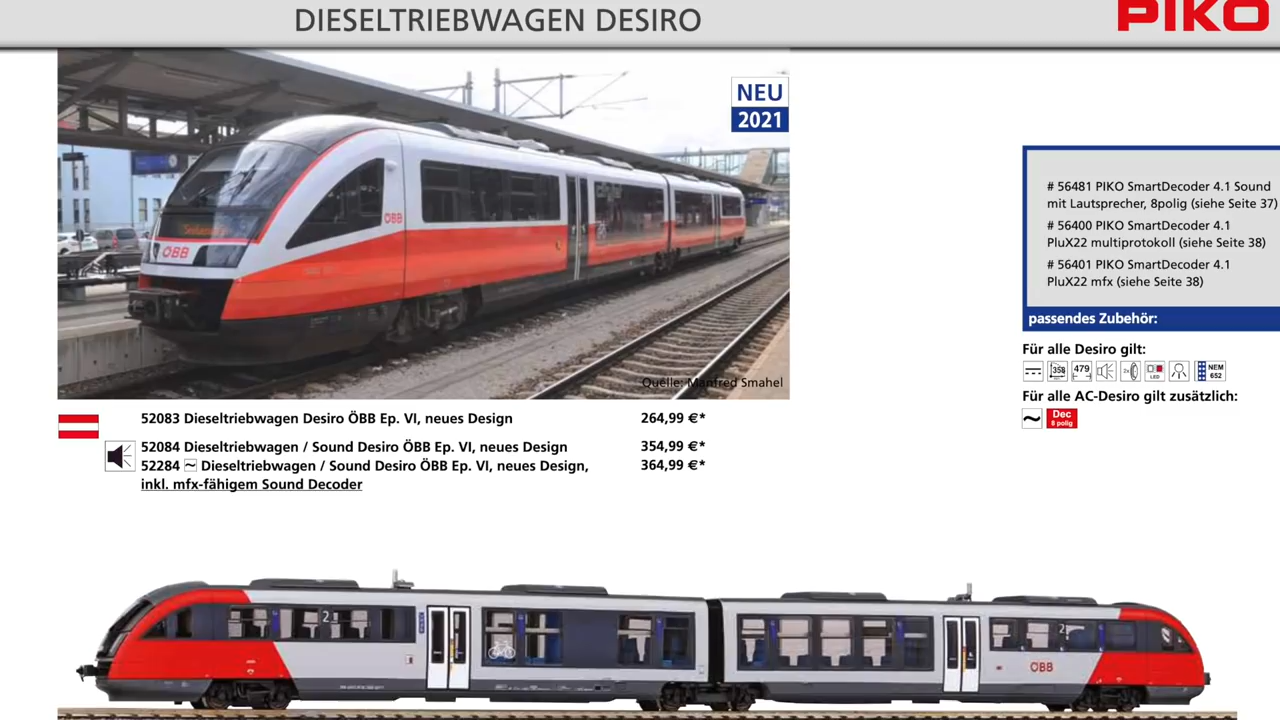 DIESELTRIEBWAGEN DESIRO
PIKO
NEU
2021
ÖBB
ÖBB
Quelle: Manfred Smahel
52083 Dieseltriebwagen Desiro ÖBB Ep. VI, neues Design 264,99 €*
52084 Dieseltriebwagen / Sound Desiro ÖBB Ep. VI, neues Design 354,99 €*
52284 ~ Dieseltriebwagen / Sound Desiro ÖBB Ep. VI, neues Design, 364,99 €*
inkl. mfx-fähigem Sound Decoder
# 56481 PIKO SmartDecoder 4.1 Sound
mit Lautsprecher, 8polig (siehe Seite 37)
# 56400 PIKO SmartDecoder 4.1
PluX22 multiprotokoll (siehe Seite 38)
# 56401 PIKO SmartDecoder 4.1
PluX22 mfx (siehe Seite 38)
passendes Zubehör:
Für alle Desiro gilt:
358
479
LED
NEM
652
Für alle AC-Desiro gilt zusätzlich:
Dec
8 polig
2
2
ÖBB